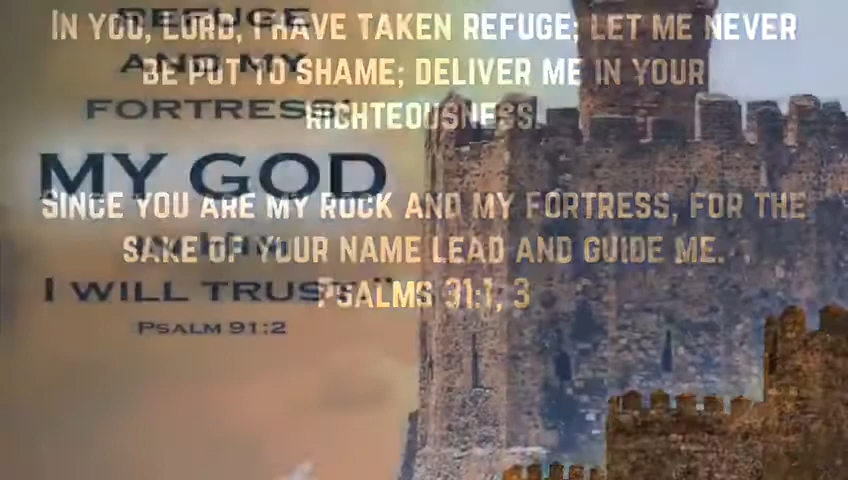 REFUGE
AND MY
FORTRESS:
MY GOD
I WILL TRUST."
PSALM 91:2
IN YOU, LORD, I HAVE TAKEN REFUGE; LET ME NEVER
BE PUT TO SHAME; DELIVER ME IN YOUR
RIGHTEOUSNESS.
SINCE YOU ARE MY ROCK AND MY FORTRESS, FOR THE
SAKE OF YOUR NAME LEAD AND GUIDE ME.
PSALMS 31:1, 3